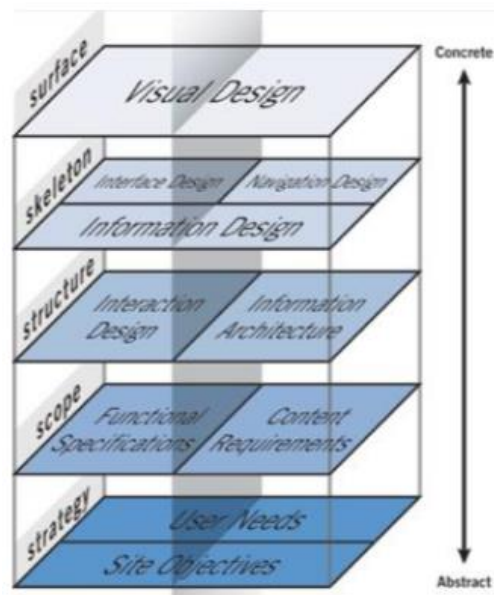 Concrete
surface
Visual Design
skeleton
Interface Design
Navigation Design
Information Design
structure
Interaction
Design
Information
Architecture
scope
Functional
Specifications
Content
Requirements
strategy
User Needs
Site Objectives
Abstract